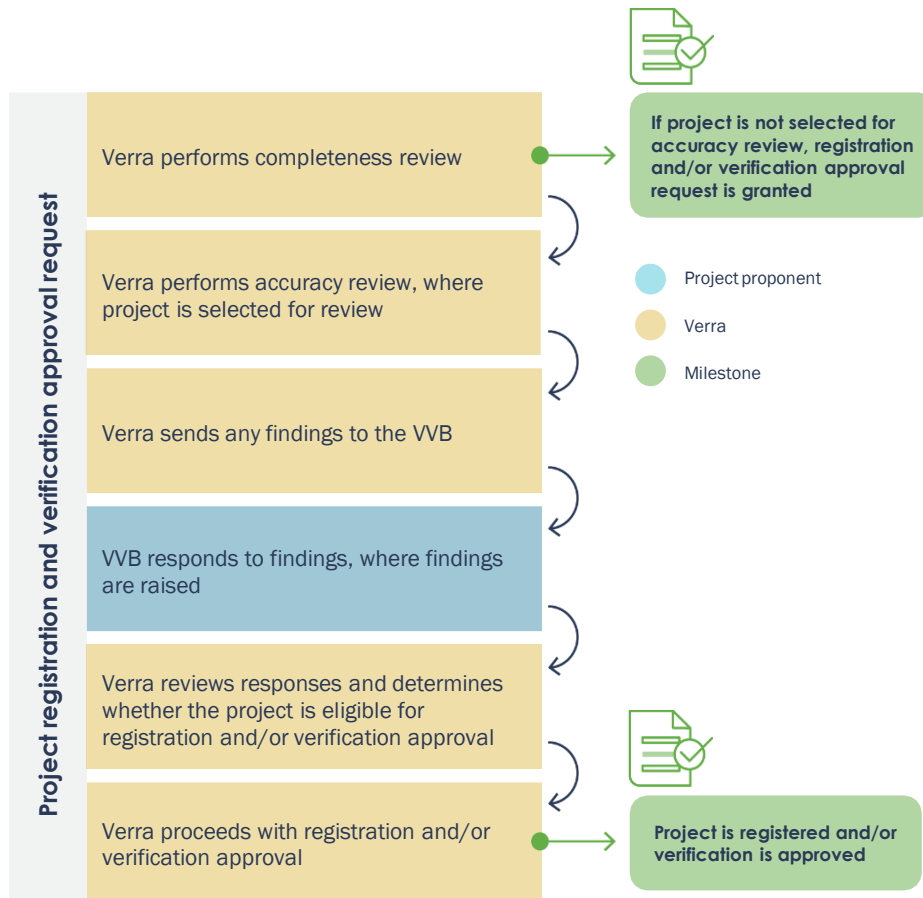 Project registration and verification approval request
Verra performs completeness review
If project is not selected for
accuracy review, registration
and/or verification approval
request is granted
Verra performs accuracy review, where
project is selected for review
Project proponent
Verra
Milestone
Verra sends any findings to the VVB
VVB responds to findings, where findings
are raised
Verra reviews responses and determines
whether the project is eligible for
registration and/or verification approval
Verra proceeds with registration and/or
verification approval
Project is registered and/or
verification is approved